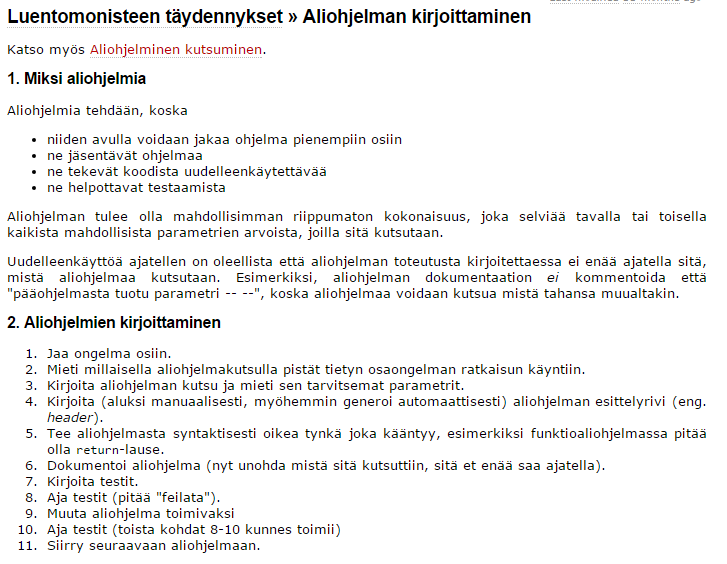 Luentomonisteen täydennykset » Aliohjelman kirjoittaminen
Katso myös Aliohjelminen kutsuminen.
1. Miksi aliohjelmia
Aliohjelmia tehdään, koska
• niiden avulla voidaan jakaa ohjelma pienempiin osiin
• ne jäsentävät ohjelmaa
• ne tekevät koodista uudelleenkäytettävää
• ne helpottavat testaamista
Aliohjelman tulee olla mahdollisimman riippumaton kokonaisuus, joka selviää tavalla tai toisella
kaikista mahdollisista parametrien arvoista, joilla sitä kutsutaan.
Uudelleenkäyttöä ajatellen on oleellista että aliohjelman toteutusta kirjoitettaessa ei enää ajatella sitä,
mistä aliohjelmaa kutsutaan. Esimerkiksi, aliohjelman dokumentaation ei kommentoida että
"pääohjelmasta tuotu parametri -- --", koska aliohjelmaa voidaan kutsua mistä tahansa muualtakin.
2. Aliohjelmien kirjoittaminen
1. Jaa ongelma osiin.
2. Mieti millaisella aliohjelmakutsulla pistät tietyn osaongelman ratkaisun käyntiin.
3. Kirjoita aliohjelman kutsu ja mieti sen tarvitsemat parametrit.
4. Kirjoita (aluksi manuaalisesti, myöhemmin generoi automaattisesti) aliohjelman esittelyrivi (eng.
header).
5. Tee aliohjelmasta syntaktisesti oikea tynkä joka kääntyy, esimerkiksi funktioaliohjelmassa pitää
olla return-lause.
6. Dokumentoi aliohjelma (nyt unohda mistä sitä kutsuttiin, sitä et enää saa ajatella).
7. Kirjoita testit.
8. Aja testit (pitää "feilata").
9. Muuta aliohjelma toimivaksi
10. Aja testit (toista kohdat 8-10 kunnes toimii)
11. Siirry seuraavaan aliohjelmaan.